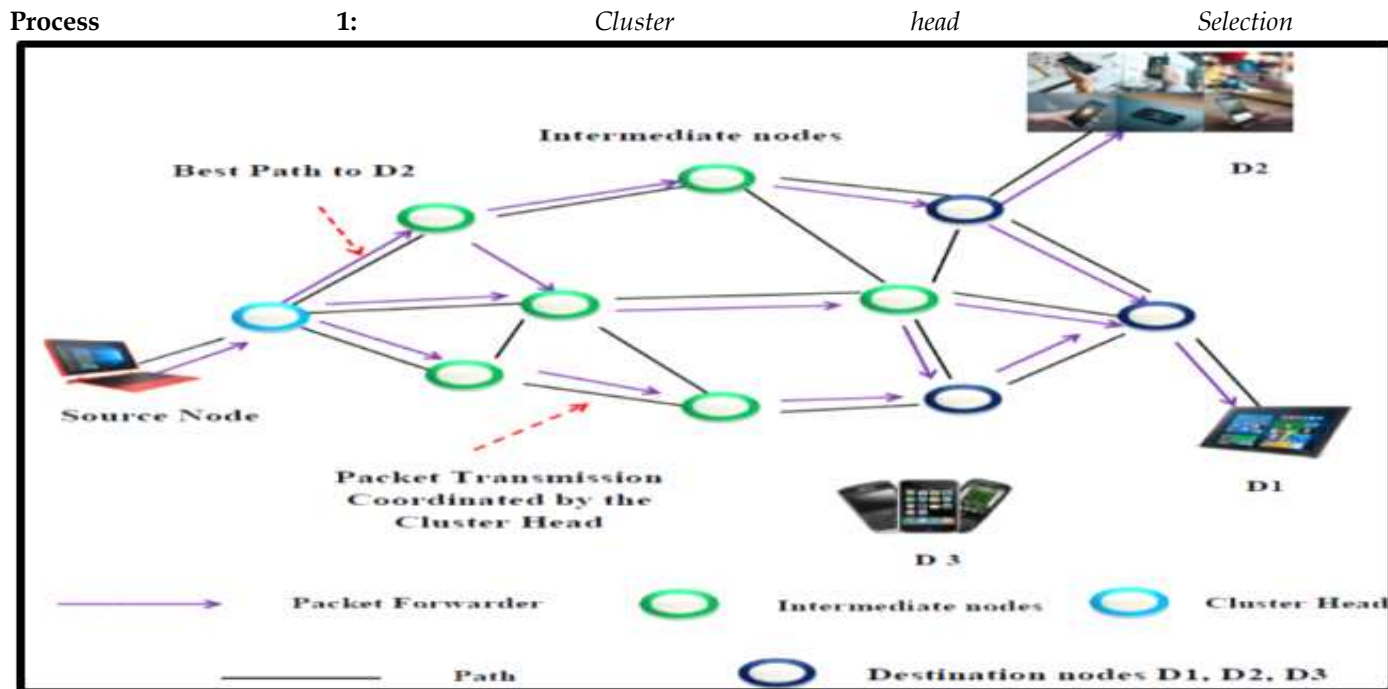 Process 1: Cluster head Selection
Intermediate nodes
Best Path to D2
D2
Source Node
Packet Transmission
Coordinated by the
Cluster Head
D1
D 3
Packet Forwarder
Intermediate nodes
Cluster Head
Path
Destination nodes D1, D2, D3